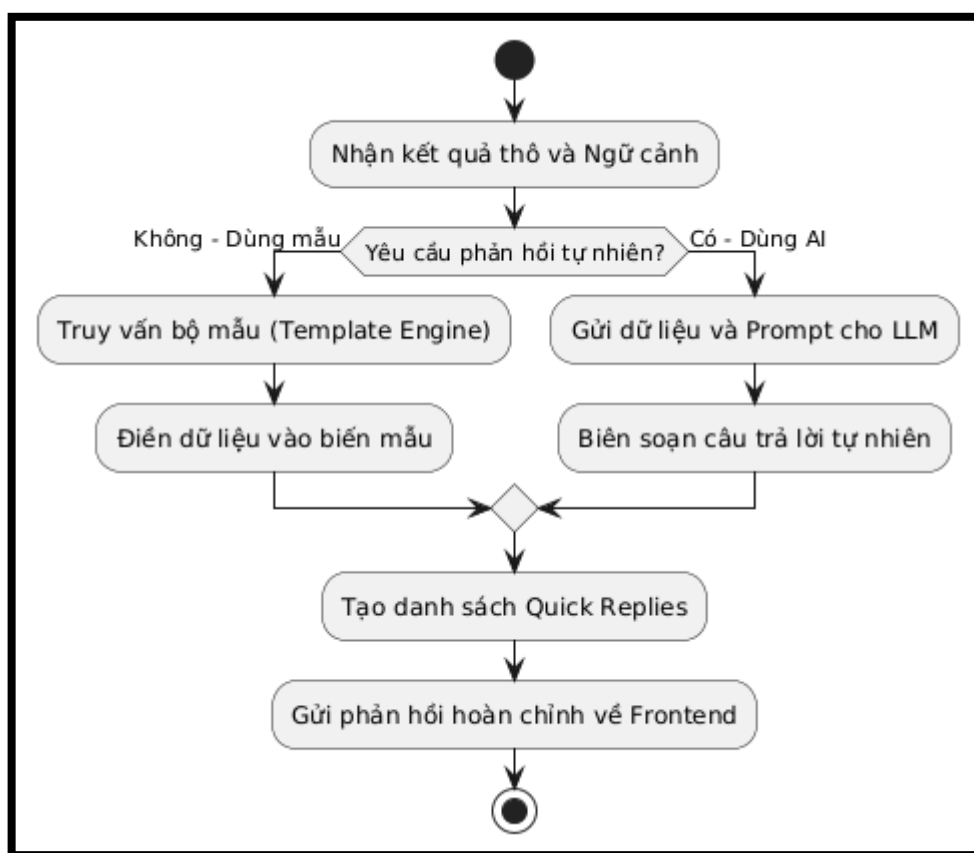 Nhận kết quả thô và Ngữ cảnh
Không - Dùng mẫu
Yêu cầu phản hồi tự nhiên?
Có - Dùng AI
Truy vấn bộ mẫu (Template Engine)
Gửi dữ liệu và Prompt cho LLM
Điền dữ liệu vào biến mẫu
Biên soạn câu trả lời tự nhiên
Tạo danh sách Quick Replies
Gửi phản hồi hoàn chỉnh về Frontend